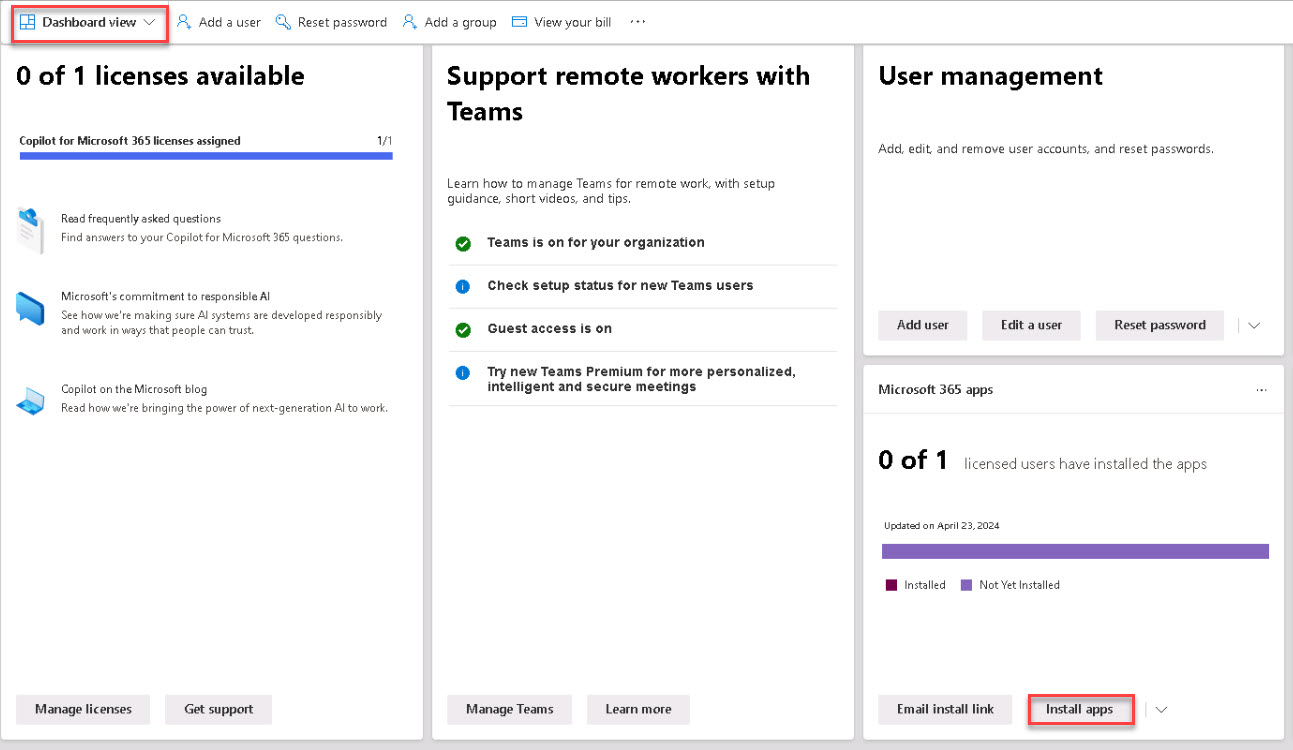 Dashboard view Add a user Reset password Add a group View your bill ...
0 of 1 licenses available
Copilot for Microsoft 365 licenses assigned 1/1
Read frequently asked questions
Find answers to your Copilot for Microsoft 365 questions.
Microsoft's commitment to responsible AI
See how we're making sure AI systems are developed responsibly
and work in ways that people can trust.
Copilot on the Microsoft blog
Read how we're bringing the power of next-generation AI to work.
Manage licenses Get support
Support remote workers with
Teams
Learn how to manage Teams for remote work, with setup
guidance, short videos, and tips.
Teams is on for your organization
Check setup status for new Teams users
Guest access is on
Try new Teams Premium for more personalized,
intelligent and secure meetings
Manage Teams Learn more
User management
Add, edit, and remove user accounts, and reset passwords.
Add user Edit a user Reset password
Microsoft 365 apps ...
0 of 1 licensed users have installed the apps
Updated on April 23, 2024
Installed Not Yet Installed
Email install link Install apps